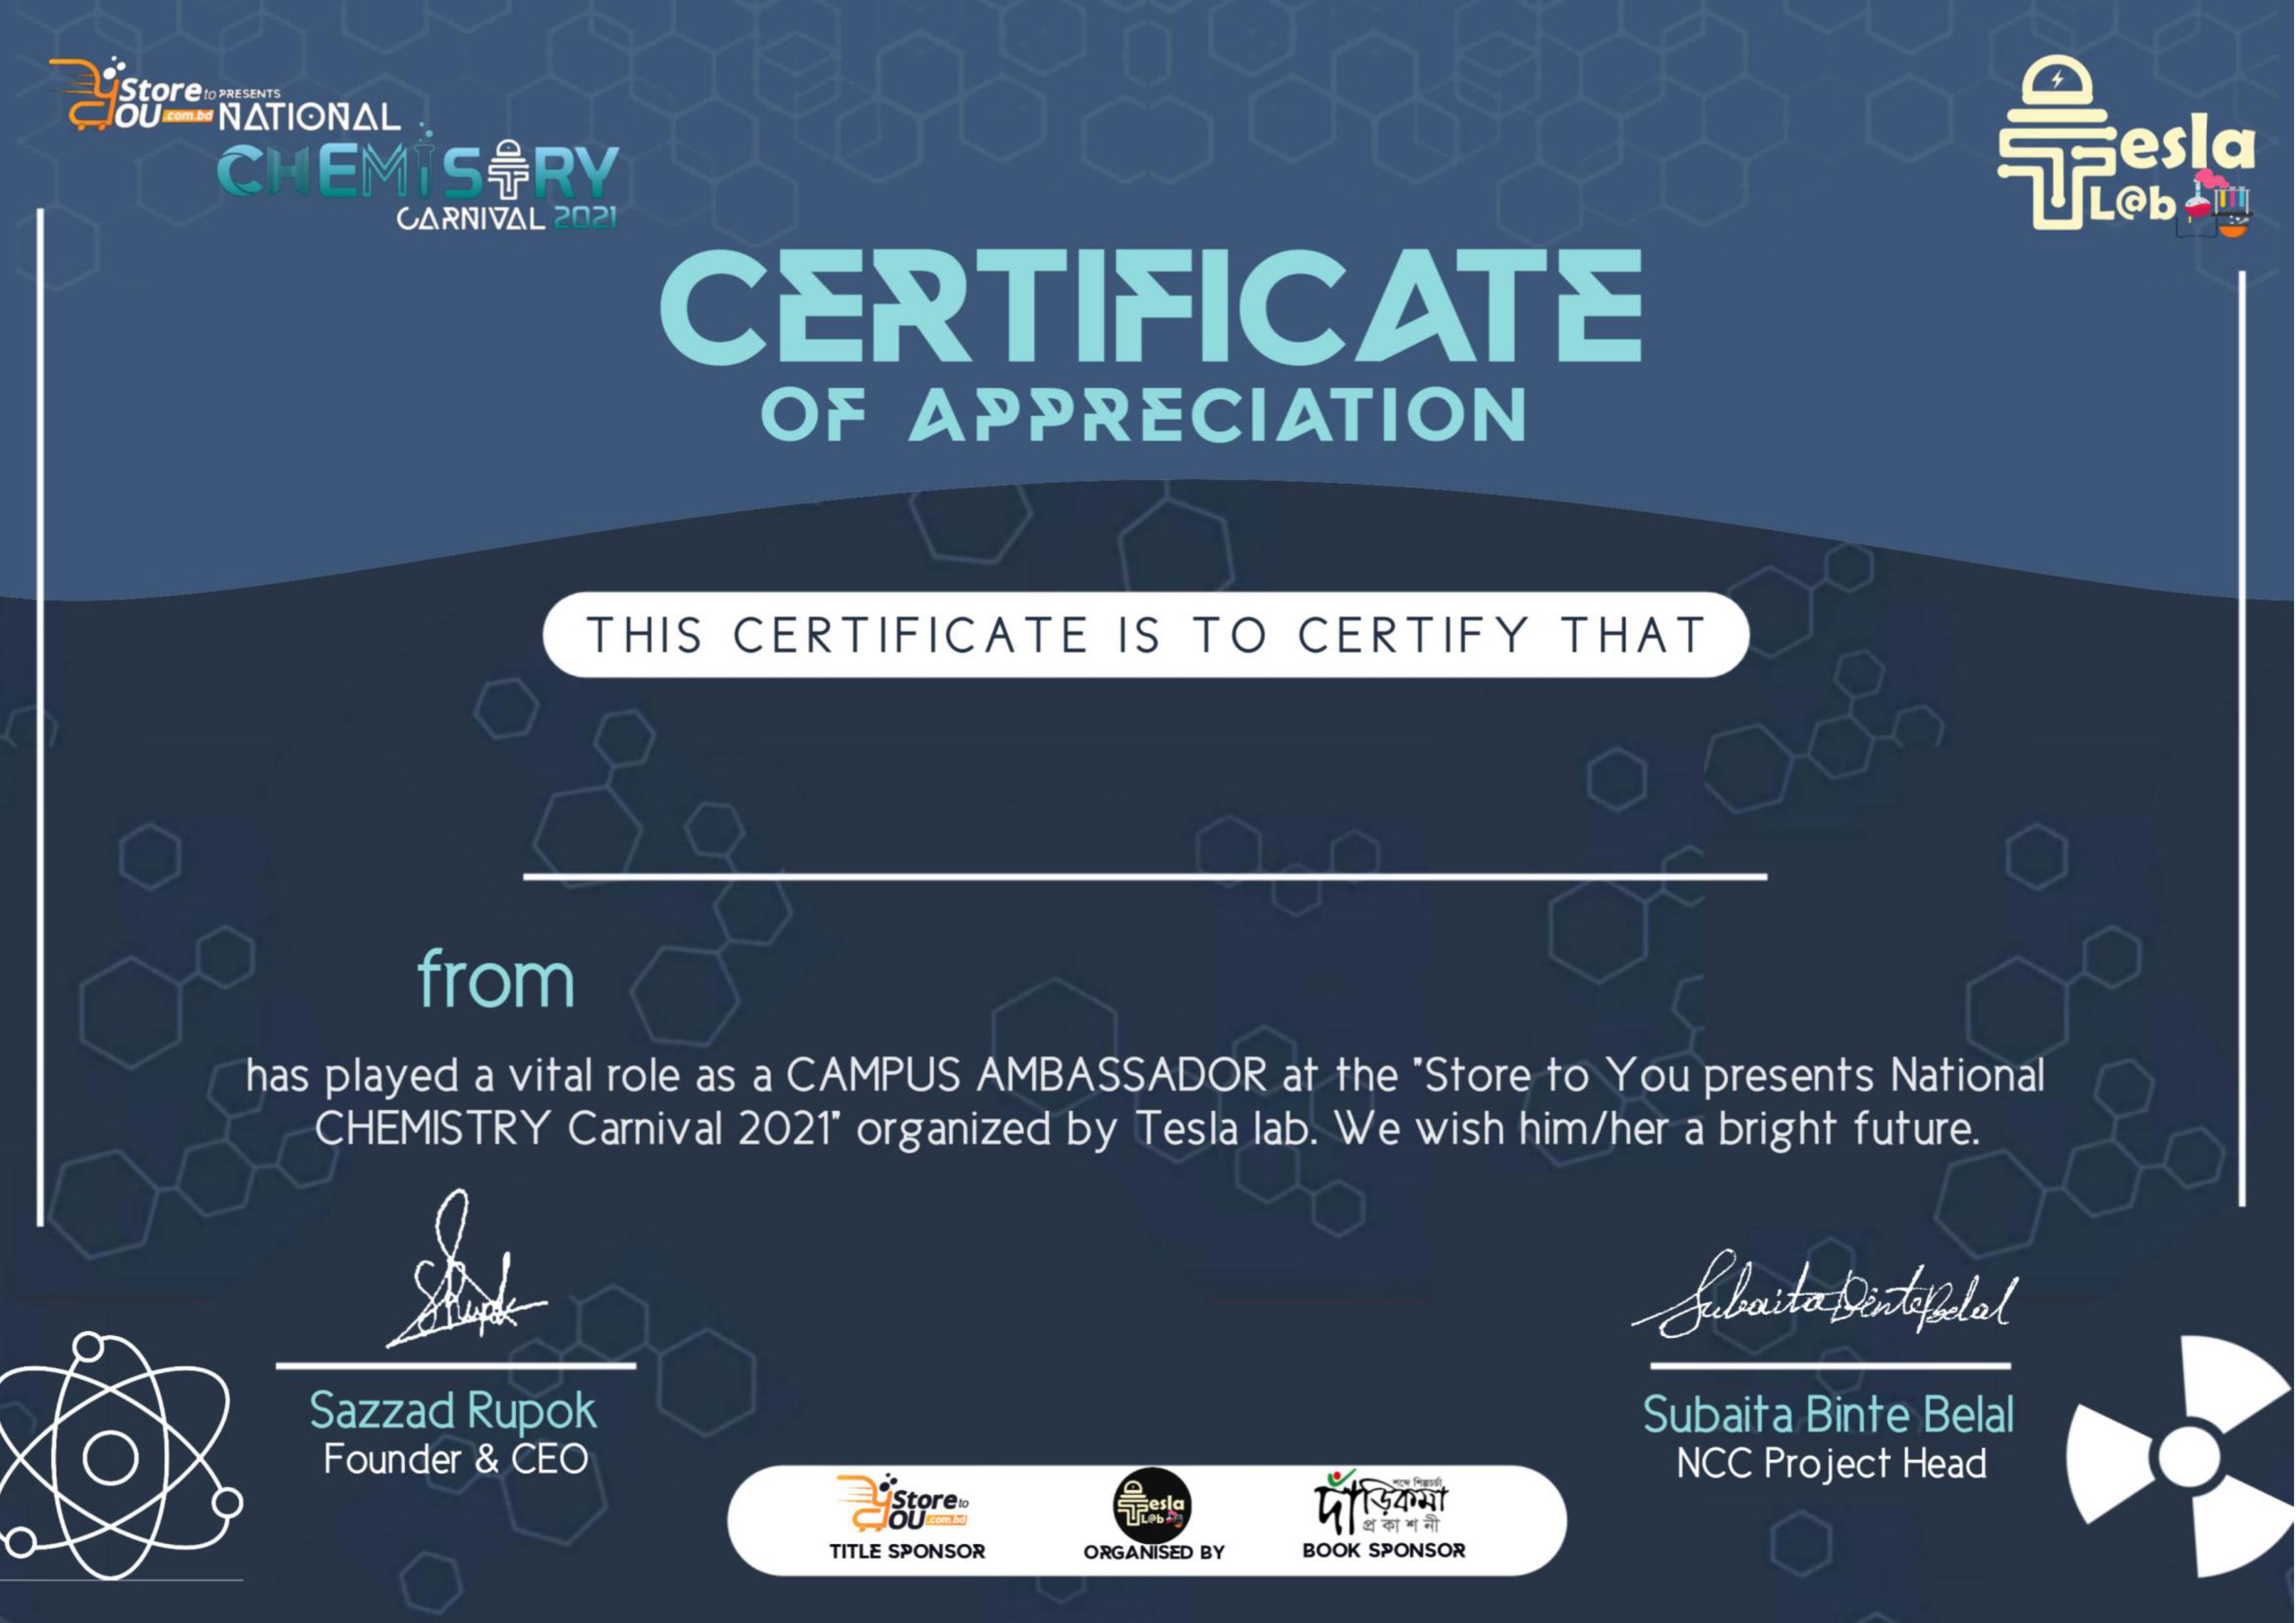 Store to
YOU .com.bd
PRESENTS
NATIONAL
CHEMISTRY
CARNIVAL 2021
Tesla
L@b
CERTIFICATE
OF APPRECIATION
THIS CERTIFICATE IS TO CERTIFY THAT
from
has played a vital role as a CAMPUS AMBASSADOR at the "Store to You presents National
CHEMISTRY Carnival 2021" organized by Tesla lab. We wish him/her a bright future.
SRupok
Subaita Binte Belal
Sazzad Rupok
Founder & CEO
Subaita Binte Belal
NCC Project Head
Store to
YOU .com.bd
TITLE SPONSOR
Tesla
L@b
ORGANISED BY
শব্দে শিল্পচর্চা
দাঁড়িকমা
প্রকাশনী
BOOK SPONSOR